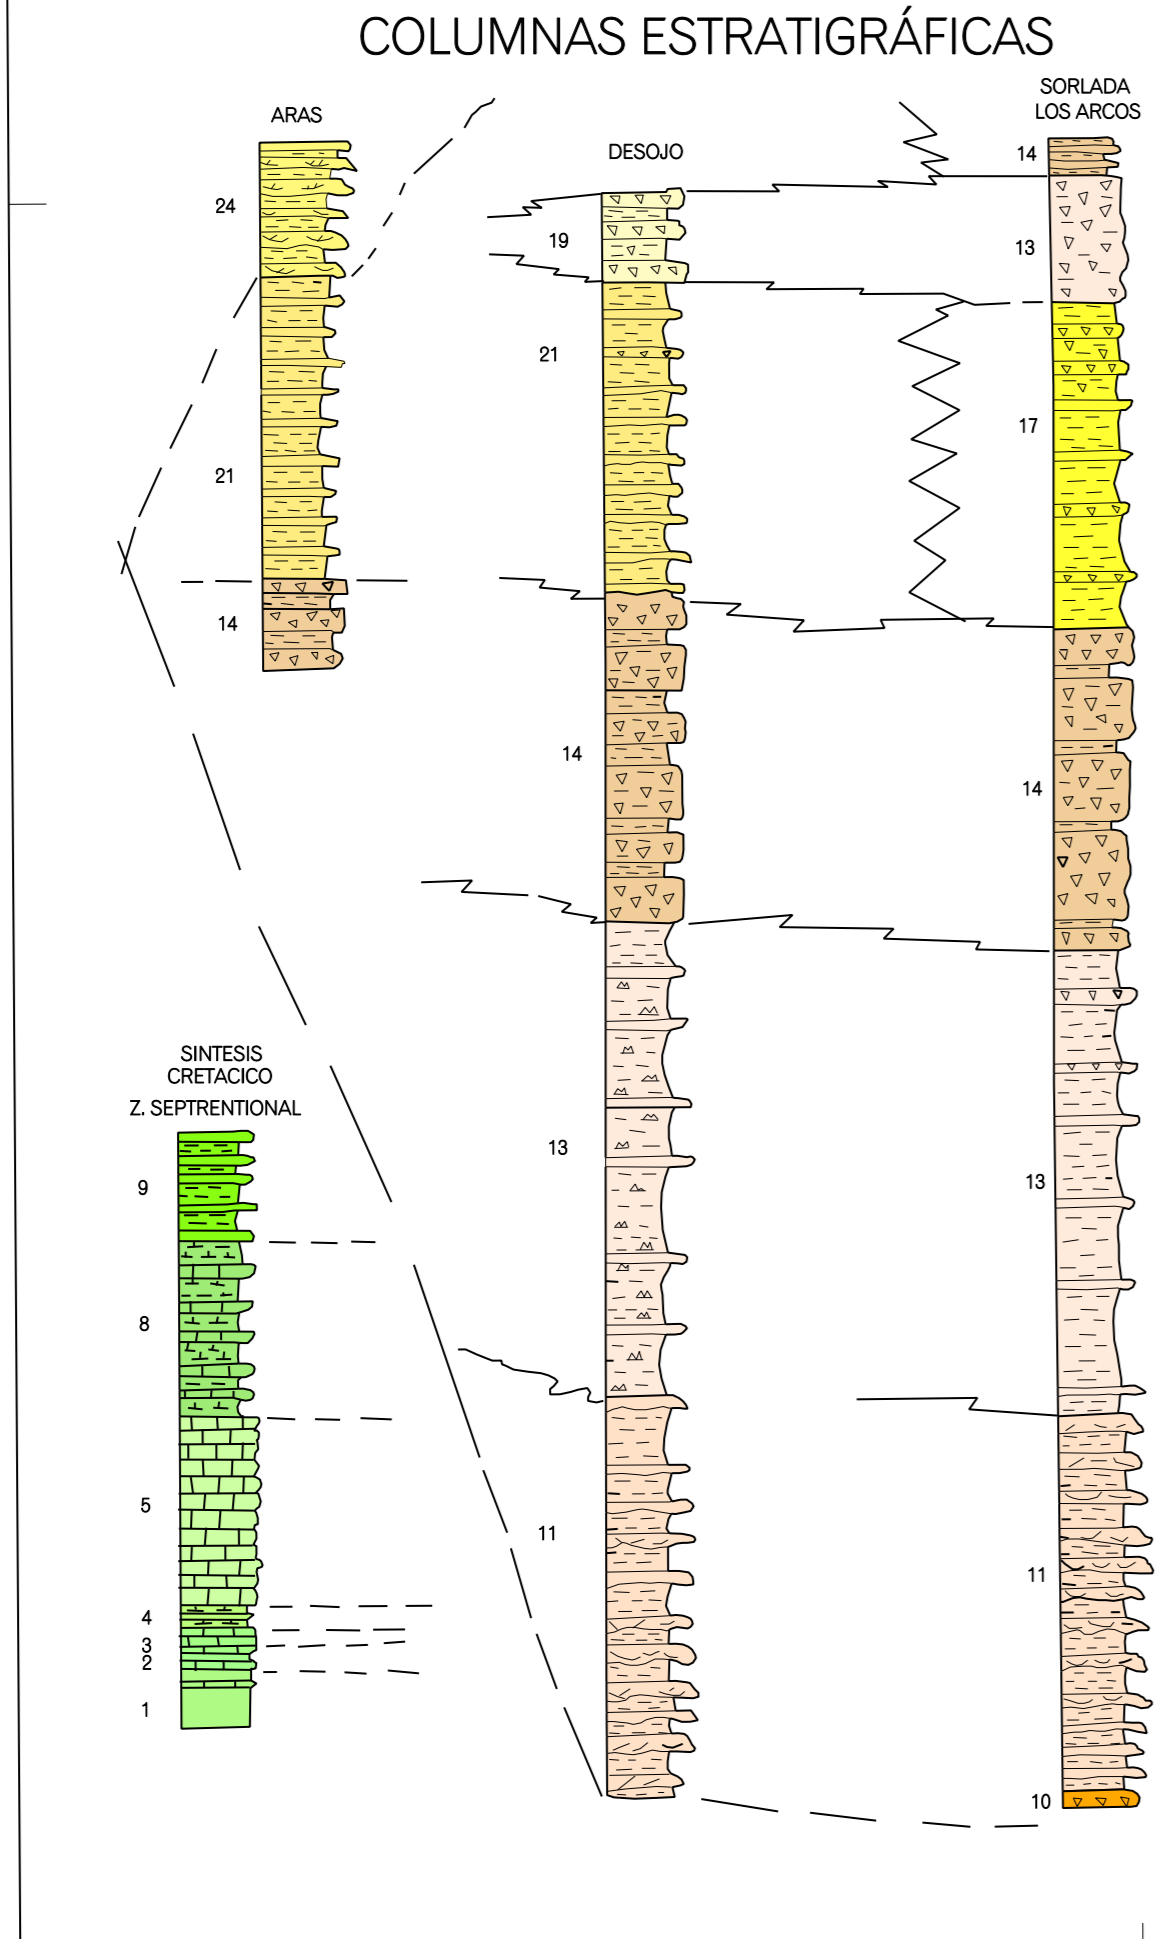 COLUMNAS ESTRATIGRÁFICAS
ARAS
24
21
14
DESOJO
19
21
14
13
11
SORLADA
LOS ARCOS
14
13
17
14
13
11
10
SINTESIS
CRETACICO
Z. SEPTRENTIONAL
9
8
5
4
3
2
1